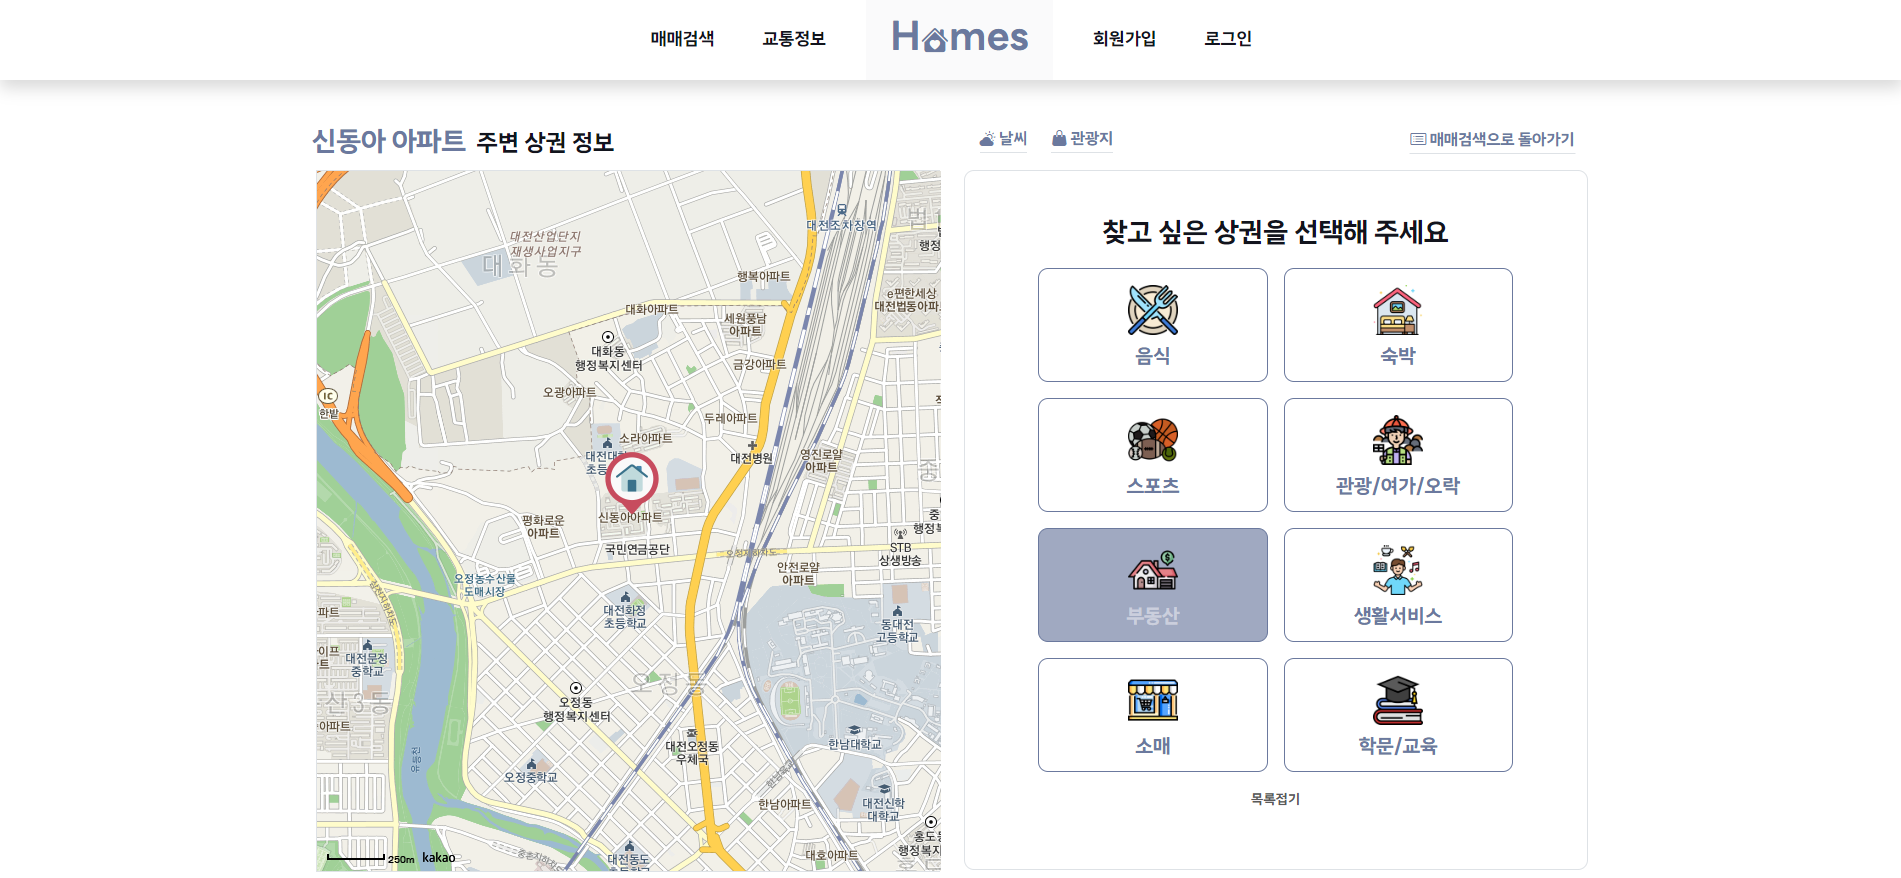 매매검색
교통정보
Homes
회원가입
로그인
신동아 아파트 주변 상권 정보
날씨
관광지
매매검색으로 돌아가기
대전조차장역
대전산업단지
재생사업지구
대화동
행복아파트
e편한세상
대전법동아파
대화아파트
세원풍남
아파트
대화동
행정복지센터
금강아파트
오광아파트
IC
한밭
두레아파트
소라아파트
대전병원
영진로얄
아파트
신동아아파트
평화로운
아파트
국민연금공단
오정지하차도
STB
상생방송
안전로얄
아파트
오정농수산물
도매시장
대전화정
초등학교
동대전
고등학교
대전문정
중학교
산3동
오정동
오정동
행정복지센터
대전오정동
우체국
한남대학교
유등천
오정중학교
한남아파트
대전신학
대학교
대호아파트
대전동도
250m kakao
찾고 싶은 상권을 선택해 주세요
음식
숙박
스포츠
관광/여가/오락
부동산
생활서비스
소매
학문/교육
목록접기